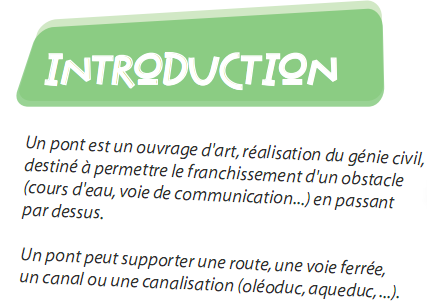 INTRODUCTION
Un pont est un ouvrage d'art, réalisation du génie civil,
destiné à permettre le franchissement d'un obstacle
(cours d'eau, voie de communication...) en passant
par dessus.
Un pont peut supporter une route, une voie ferrée,
un canal ou une canalisation (oléoduc, aqueduc, ...).